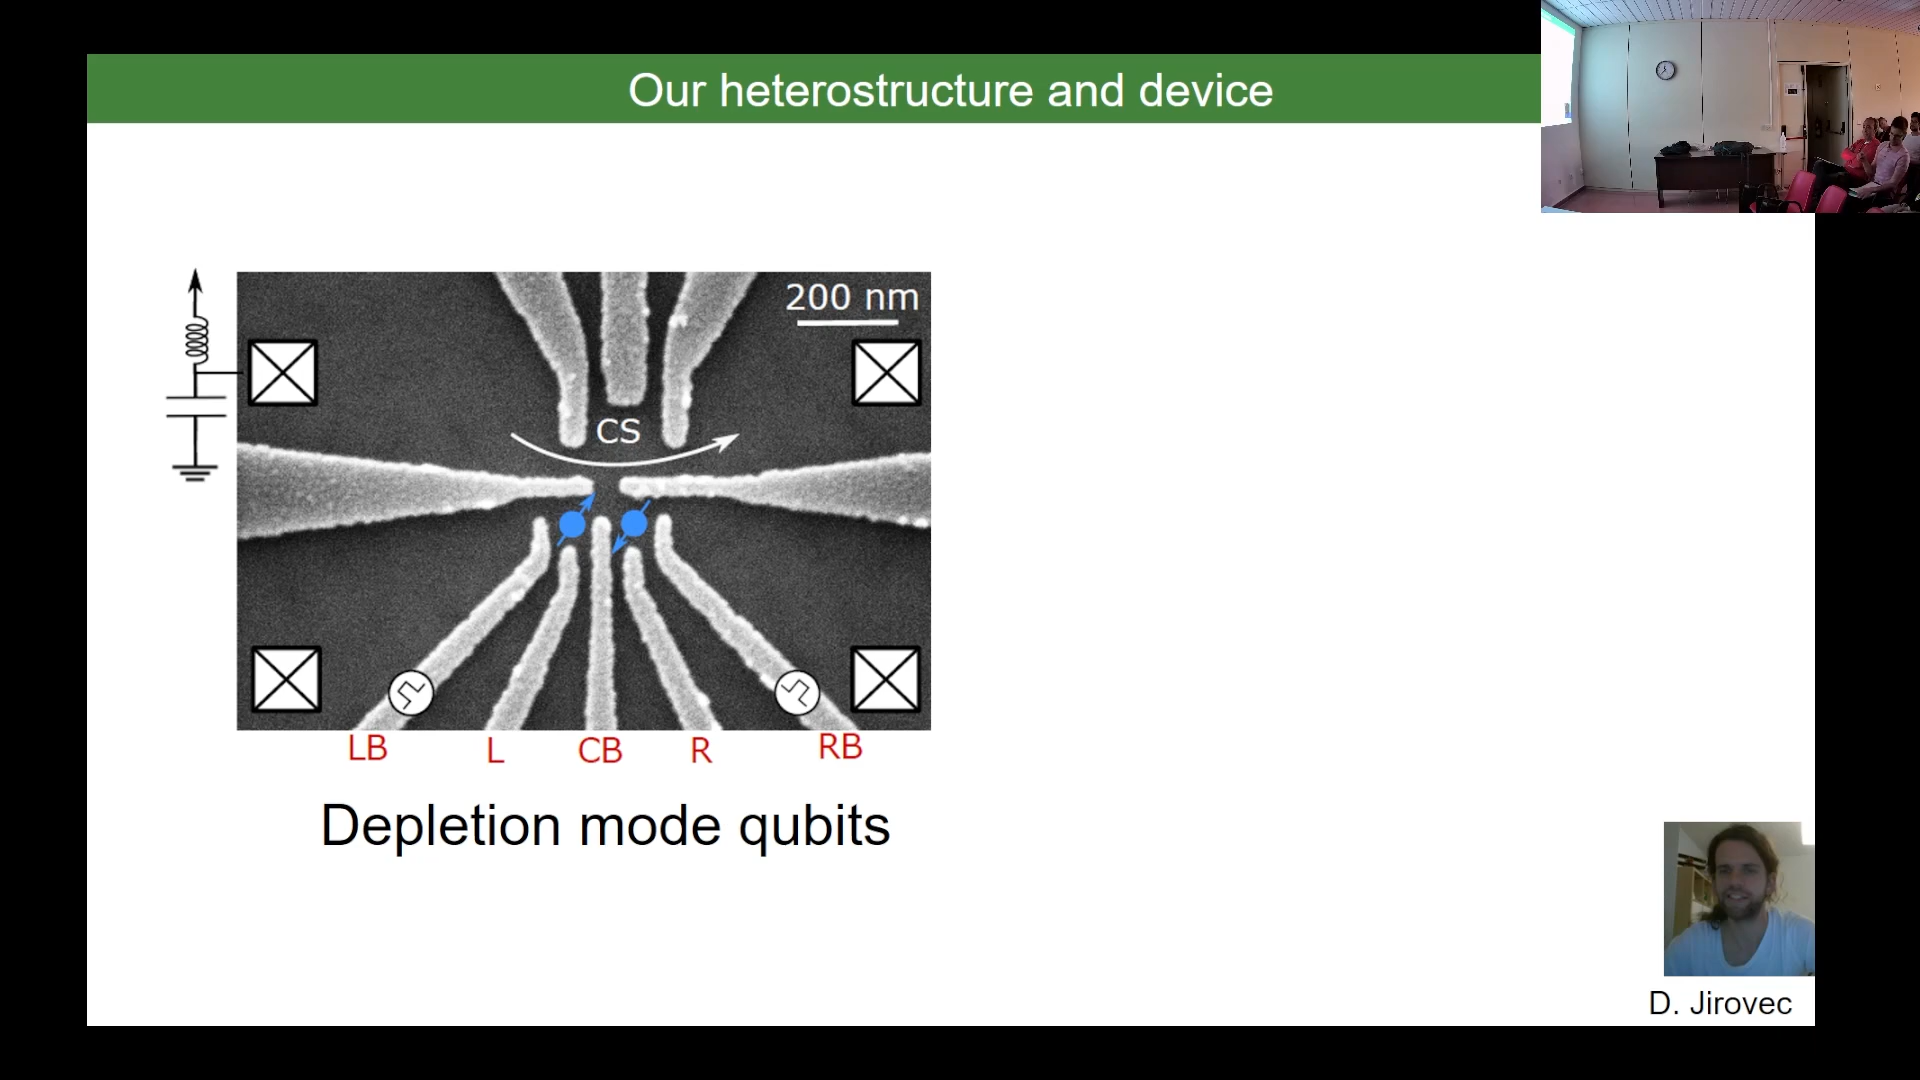 Our heterostructure and device
200 nm
CS
LB L CB R RB
Depletion mode qubits
D. Jirovec